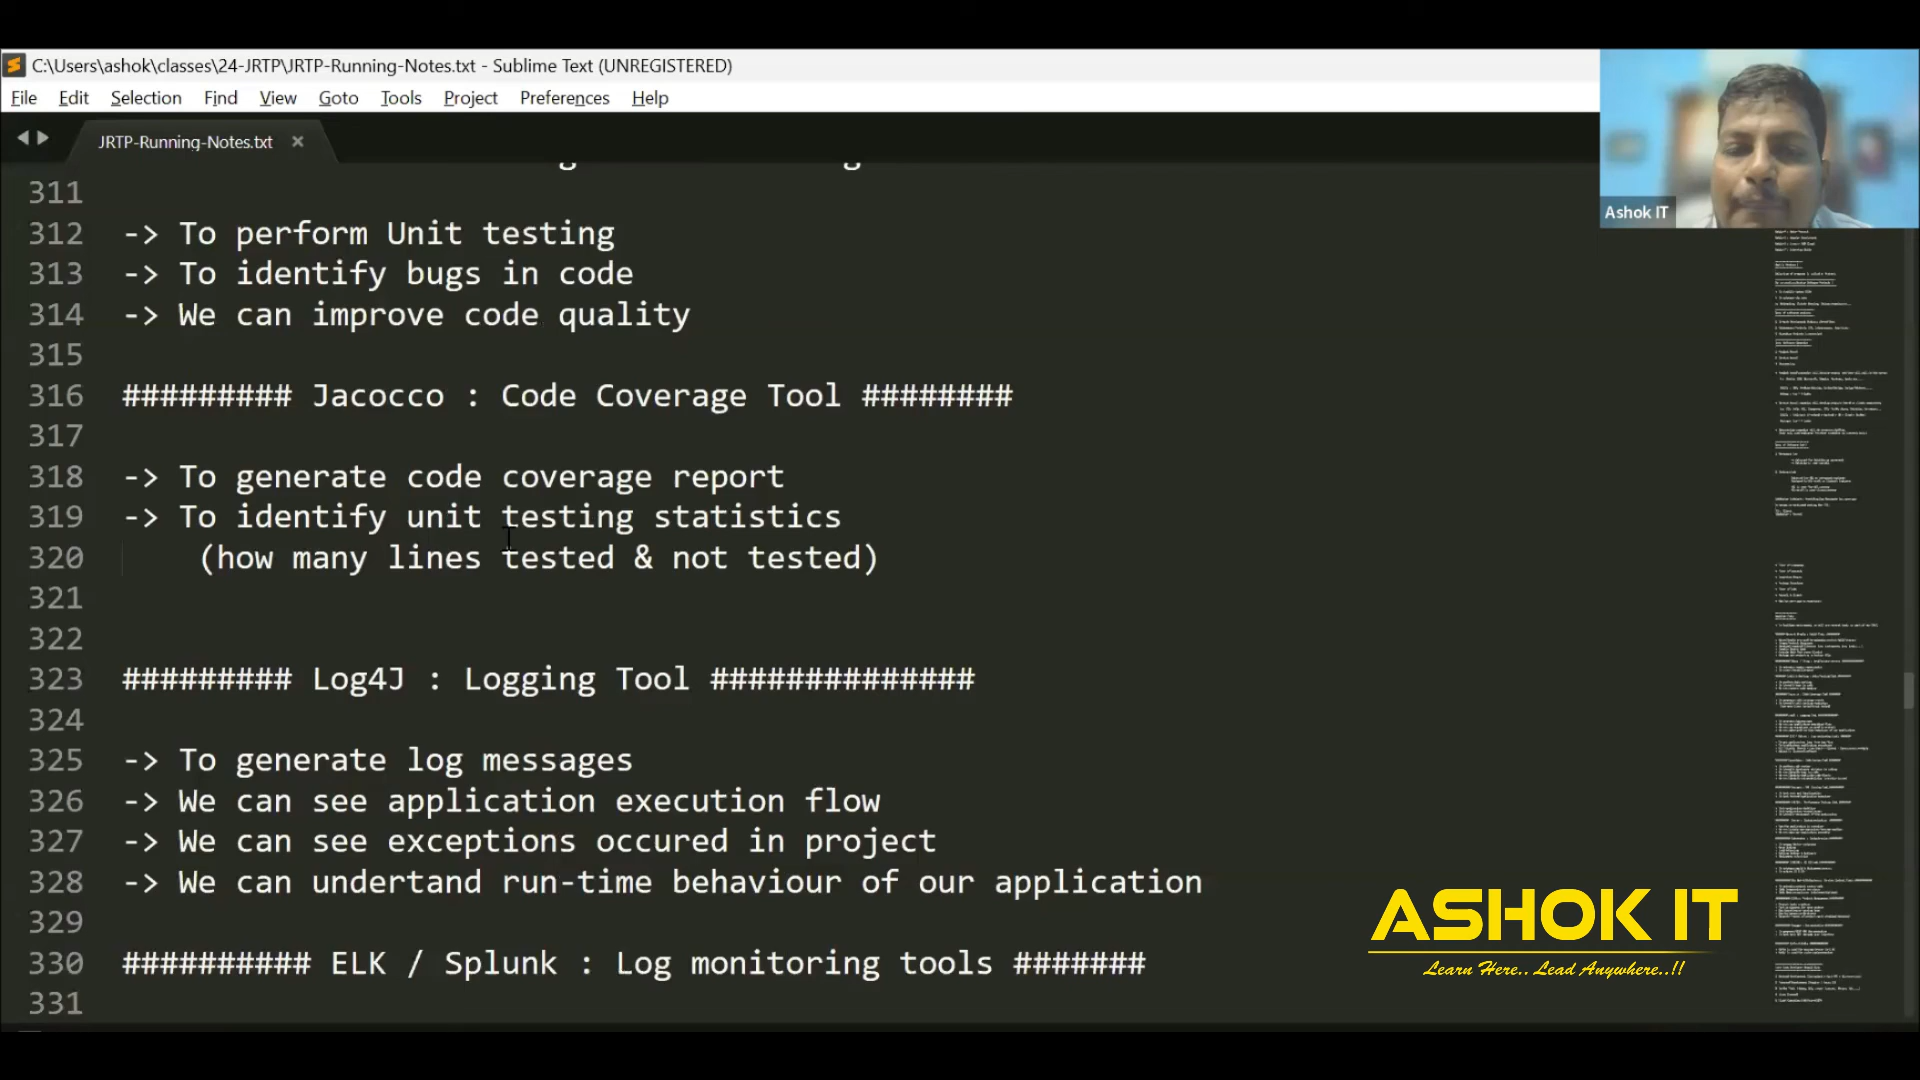 C:\Users\ashok\classes\24-JRTP\JRTP-Running-Notes.txt - Sublime Text (UNREGISTERED)
File Edit Selection Find View Goto Tools Project Preferences Help
JRTP-Running-Notes.txt
Ashok IT
311
312 -> To perform Unit testing
313 -> To identify bugs in code
314 -> We can improve code quality
315
316 ######### Jacocco : Code Coverage Tool ########
317
318 -> To generate code coverage report
319 -> To identify unit testing statistics
320 (how many lines tested & not tested)
321
322
323 ######### Log4J : Logging Tool ##############
324
325 -> To generate log messages
326 -> We can see application execution flow
327 -> We can see exceptions occured in project
328 -> We can undertand run-time behaviour of our application
329
330 ########## ELK / Splunk : Log monitoring tools #######
331
ASHOK IT
Learn Here.. Lead Anywhere..!!